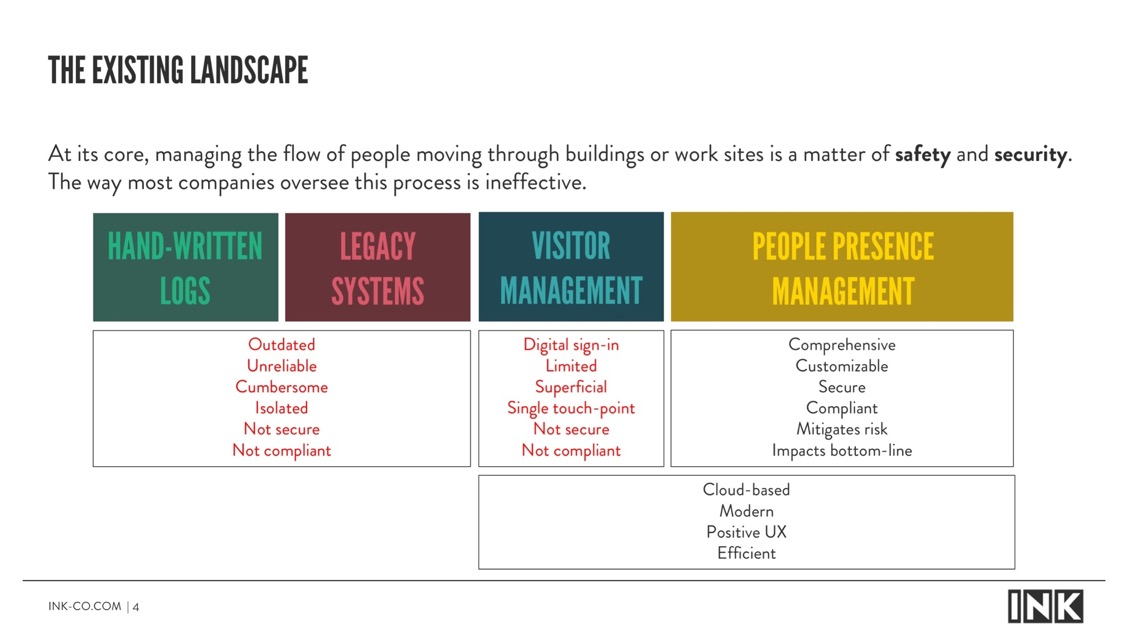 THE EXISTING LANDSCAPE
At its core, managing the flow of people moving through buildings or work sites is a matter of safety and security.
The way most companies oversee this process is ineffective.
HAND-WRITTEN
LOGS
LEGACY
SYSTEMS
VISITOR
MANAGEMENT
PEOPLE PRESENCE
MANAGEMENT
Outdated
Unreliable
Cumbersome
Isolated
Not secure
Not compliant
Digital sign-in
Limited
Superficial
Single touch-point
Not secure
Not compliant
Comprehensive
Customizable
Secure
Compliant
Mitigates risk
Impacts bottom-line
Cloud-based
Modern
Positive UX
Efficient
INK-CO.COM | 4
INK